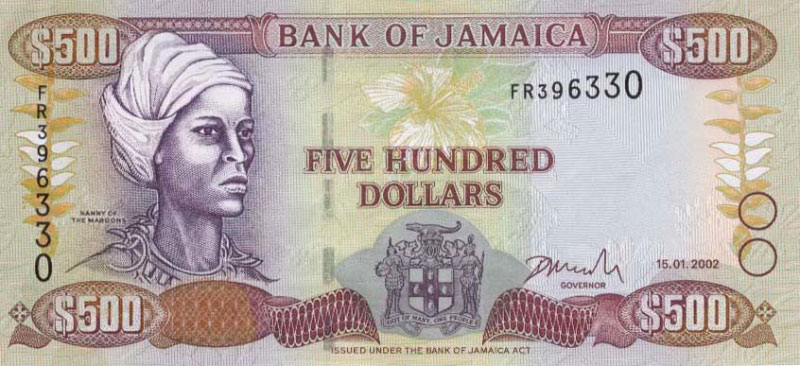 $500
BANK OF JAMAICA
$500
FR396330
FR396330
FIVE HUNDRED
DOLLARS
NANNY OF
THE MAROONS
15.01.2002
GOVERNOR
OUT OF MANY, ONE PEOPLE
$500
$500
ISSUED UNDER THE BANK OF JAMAICA ACT